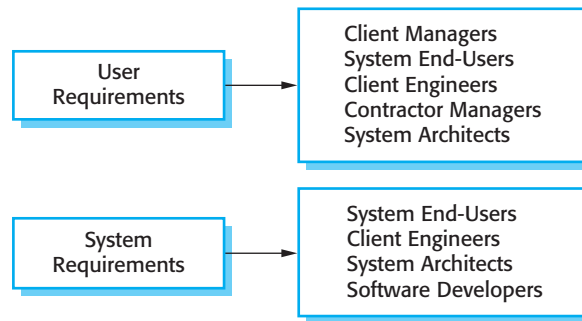 User
Requirements
Client Managers
System End-Users
Client Engineers
Contractor Managers
System Architects
System
Requirements
System End-Users
Client Engineers
System Architects
Software Developers